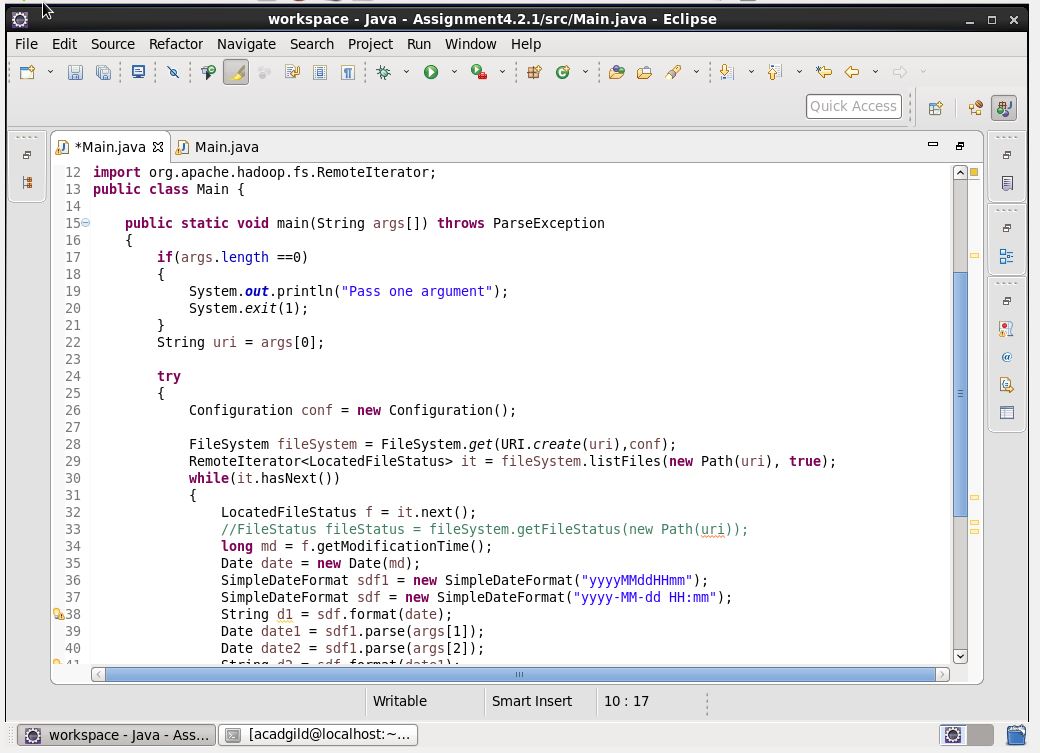 workspace - Java - Assignment4.2.1/src/Main.java - Eclipse
File Edit Source Refactor Navigate Search Project Run Window Help
Quick Access
*Main.java Main.java
12 import org.apache.hadoop.fs.RemoteIterator;
13 public class Main {
14
15 public static void main(String args[]) throws ParseException
16 {
17 if(args.length ==0)
18 {
19 System.out.println("Pass one argument");
20 System.exit(1);
21 }
22 String uri = args[0];
23
24 try
25 {
26 Configuration conf = new Configuration();
27
28 FileSystem fileSystem = FileSystem.get(URI.create(uri),conf);
29 RemoteIterator<LocatedFileStatus> it = fileSystem.listFiles(new Path(uri), true);
30 while(it.hasNext())
31 {
32 LocatedFileStatus f = it.next();
33 //FileStatus fileStatus = fileSystem.getFileStatus(new Path(uri));
34 long md = f.getModificationTime();
35 Date date = new Date(md);
36 SimpleDateFormat sdf1 = new SimpleDateFormat("yyyyMMddHHmm");
37 SimpleDateFormat sdf = new SimpleDateFormat("yyyy-MM-dd HH:mm");
38 String d1 = sdf.format(date);
39 Date date1 = sdf1.parse(args[1]);
40 Date date2 = sdf1.parse(args[2]);
41 String d2 = sdf.format(date1);
Writable Smart Insert 10 : 17
workspace - Java - Ass... [acadgild@localhost:~...